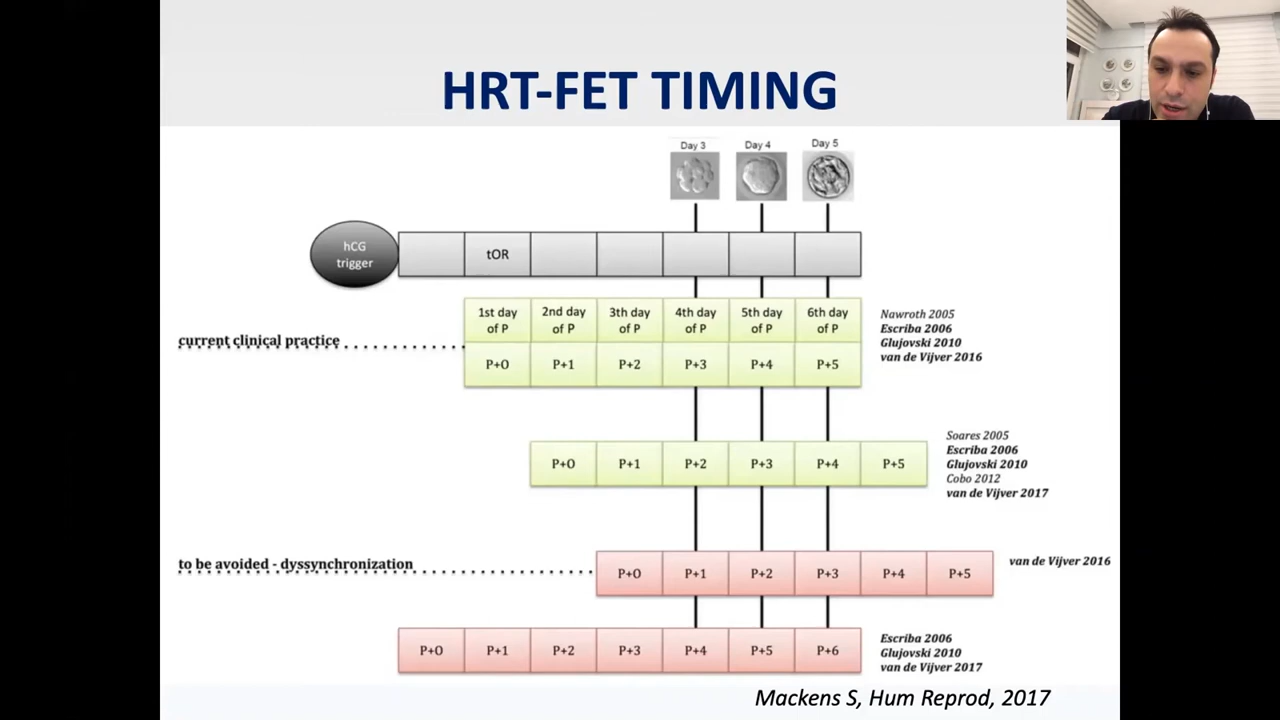 HRT-FET TIMING
Day 3 Day 4 Day 5
hCG
trigger
tOR
1st day
of P
2nd day
of P
3th day
of P
4th day
of P
5th day
of P
6th day
of P
P+0 P+1 P+2 P+3 P+4 P+5
current clinical practice
Nawroth 2005
Escriba 2006
Glujovski 2010
van de Vijver 2016
P+0 P+1 P+2 P+3 P+4 P+5
Soares 2005
Escriba 2006
Glujovski 2010
Cobo 2012
van de Vijver 2017
to be avoided - dyssynchronization
P+0 P+1 P+2 P+3 P+4 P+5
van de Vijver 2016
P+0 P+1 P+2 P+3 P+4 P+5 P+6
Escriba 2006
Glujovski 2010
van de Vijver 2017
Mackens S, Hum Reprod, 2017